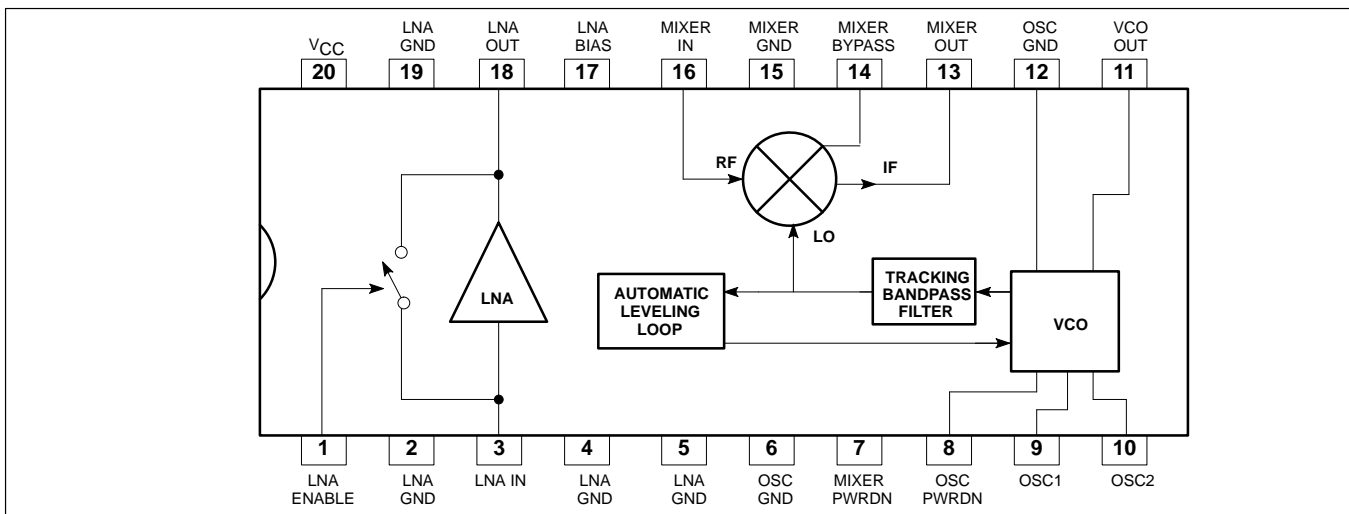 V_CC
LNA
GND
LNA
OUT
LNA
BIAS
MIXER
IN
MIXER
GND
MIXER
BYPASS
MIXER
OUT
OSC
GND
VCO
OUT
20 19 18 17 16 15 14 13 12 11
RF
IF
LO
LNA
AUTOMATIC
LEVELING
LOOP
TRACKING
BANDPASS
FILTER
VCO
1 2 3 4 5 6 7 8 9 10
LNA
ENABLE
LNA
GND
LNA IN
LNA
GND
LNA
GND
OSC
GND
MIXER
PWRDN
OSC
PWRDN
OSC1
OSC2